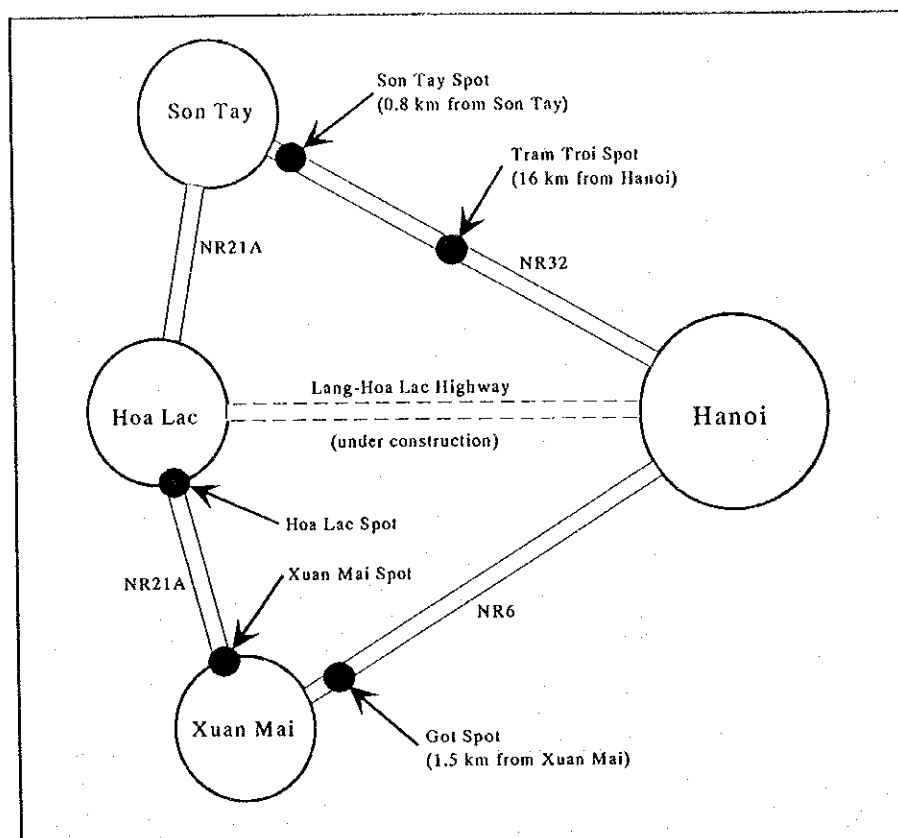 Son Tay Spot
(0.8 km from Son Tay)
Son Tay
Tram Troi Spot
(16 km from Hanoi)
NR21A
NR32
Lang-Hoa Lac Highway
Hoa Lac
Hanoi
(under construction)
Hoa Lac Spot
Xuan Mai Spot
NR21A
NR6
Xuan Mai
Got Spot
(1.5 km from Xuan Mai)